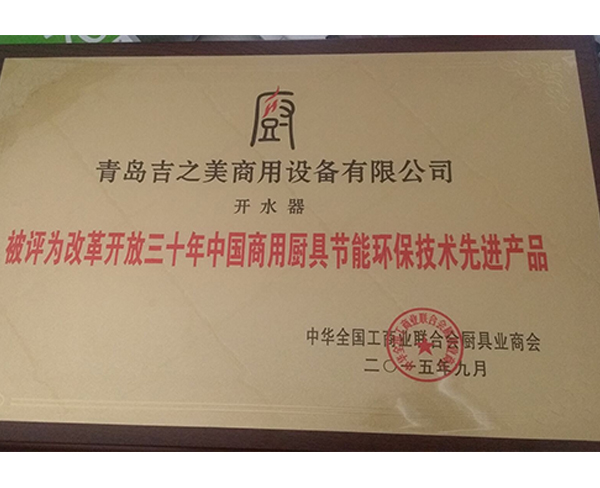 厨
青岛吉之美商用设备有限公司
开水器
被评为改革开放三十年中国商用厨具节能环保技术先进产品
中华全国工商业联合会厨具业商会
二〇一五年九月